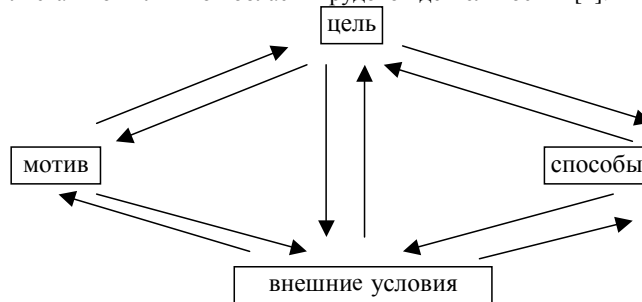 цель
мотив
способы
внешние условия